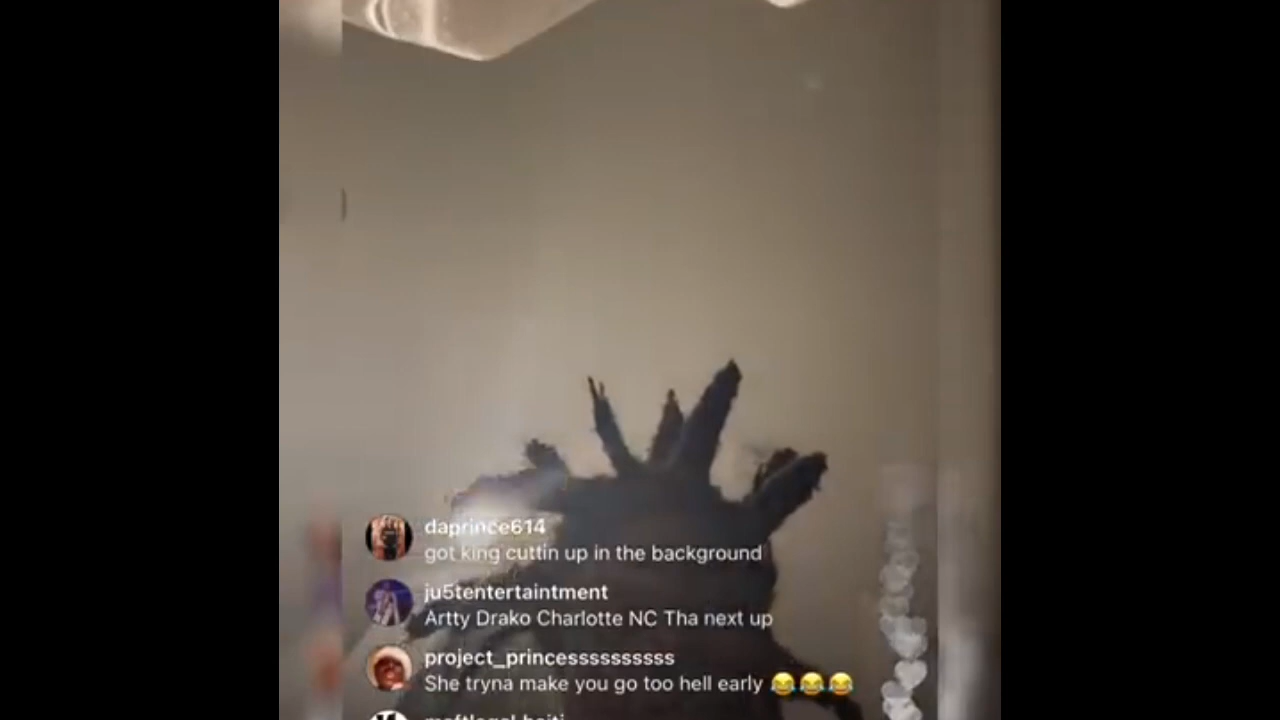 daprince614
got king cuttin up in the background
ju5tentertaintment
Artty Drako Charlotte NC Tha next up
project_princessssssssss
She tryna make you go too hell early 😂😂😂